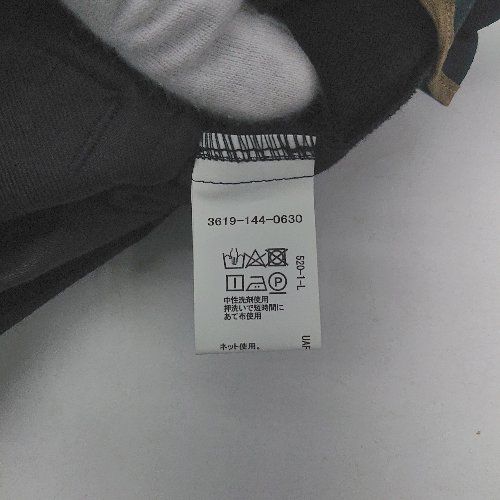 3619-144-0630
P
中性洗剤使用
押洗いで短時間に
あて布使用
ネット使用。
520-1-L
UAF